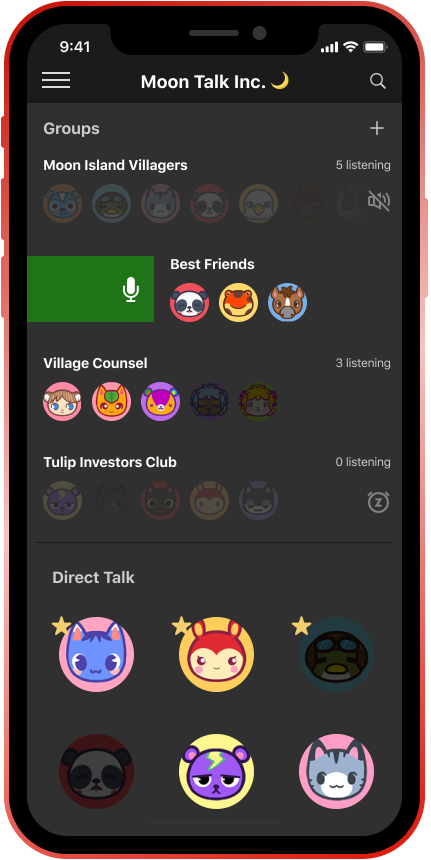 9:41
Moon Talk Inc.🌙
Groups
Moon Island Villagers
5 listening
Best Friends
Village Counsel
3 listening
Tulip Investors Club
0 listening
z
Direct Talk